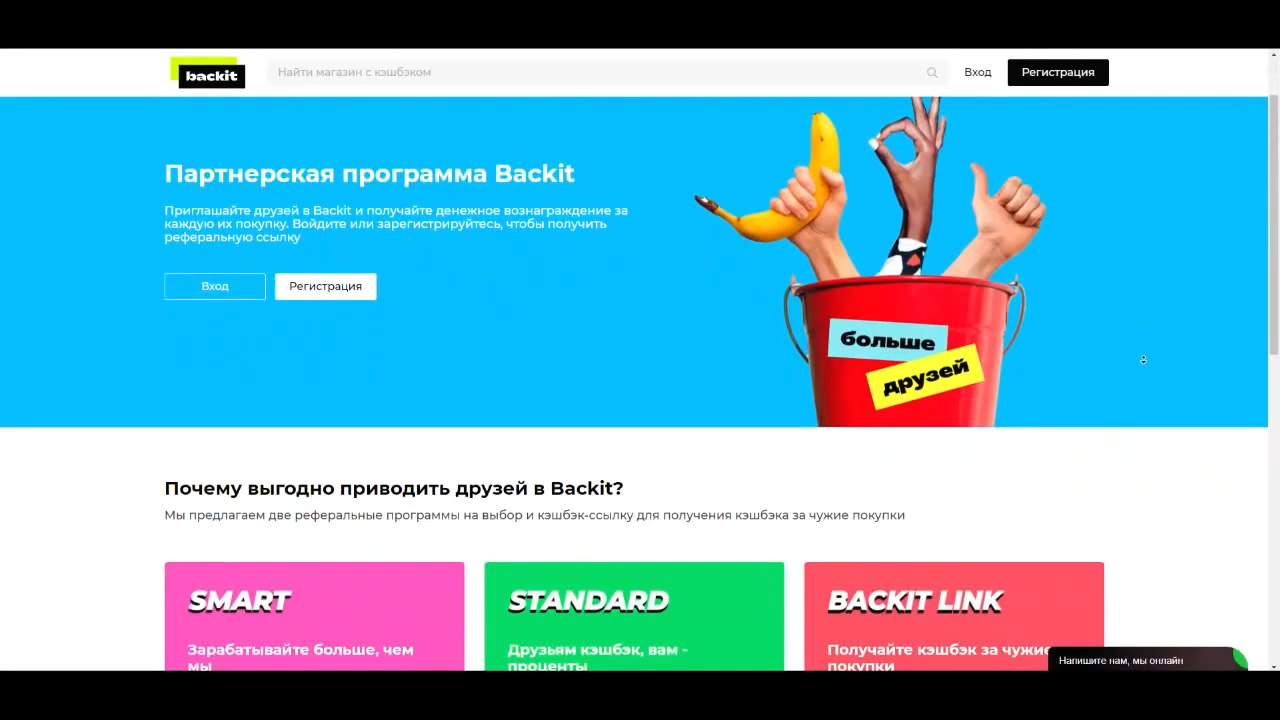 backit
Найти магазин с кэшбэком
Вход
Регистрация
Партнерская программа Backit
Приглашайте друзей в Backit и получайте денежное вознаграждение за
каждую их покупку. Войдите или зарегистрируйтесь, чтобы получить
реферальную ссылку
Вход
Регистрация
больше
друзей
Почему выгодно приводить друзей в Backit?
Мы предлагаем две реферальные программы на выбор и кэшбэк-ссылку для получения кэшбэка за чужие покупки
SMART
Зарабатывайте больше, чем
мы
STANDARD
Друзьям кэшбэк, вам -
проценты
BACKIT LINK
Получайте кэшбэк за чужие
покупки
Напишите нам, мы онлайн